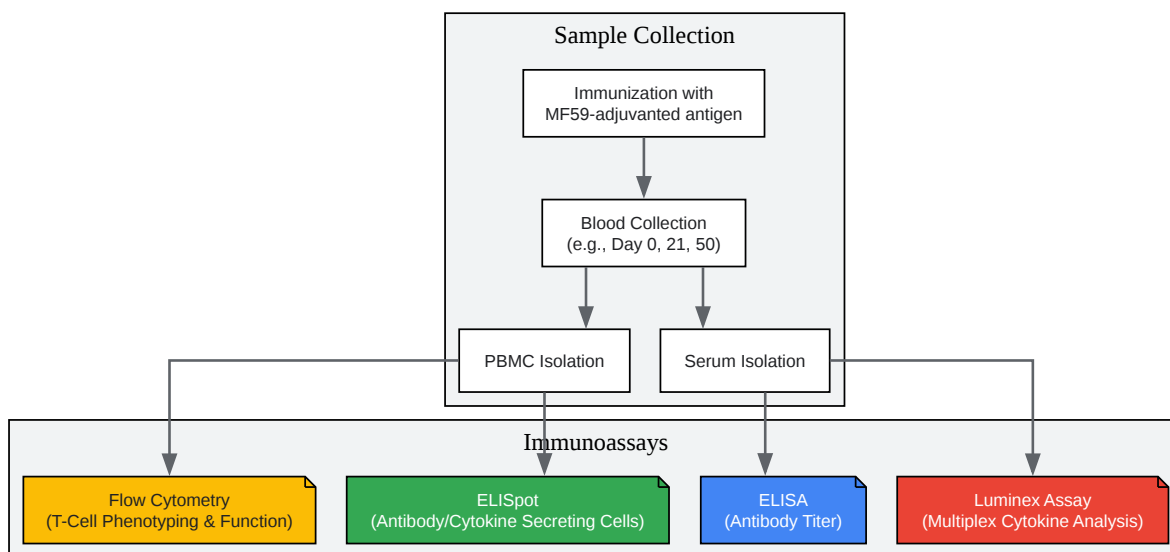 Sample Collection
Immunization with
MF59-adjuvanted antigen
Blood Collection
(e.g., Day 0, 21, 50)
PBMC Isolation
Serum Isolation
Immunoassays
Flow Cytometry
(T-Cell Phenotyping & Function)
ELISpot
(Antibody/Cytokine Secreting Cells)
ELISA
(Antibody Titer)
Luminex Assay
(Multiplex Cytokine Analysis)